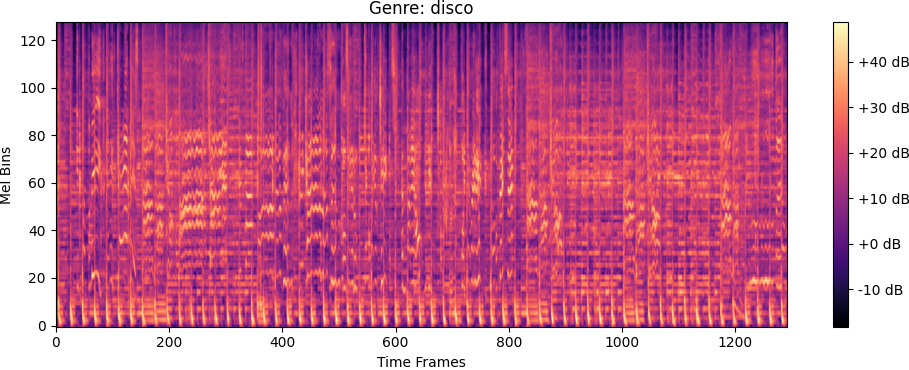 Genre: disco
Mel Bins
120
100
80
60
40
20
0
0 200 400 600 800 1000 1200
Time Frames
+40 dB
+30 dB
+20 dB
+10 dB
+0 dB
-10 dB